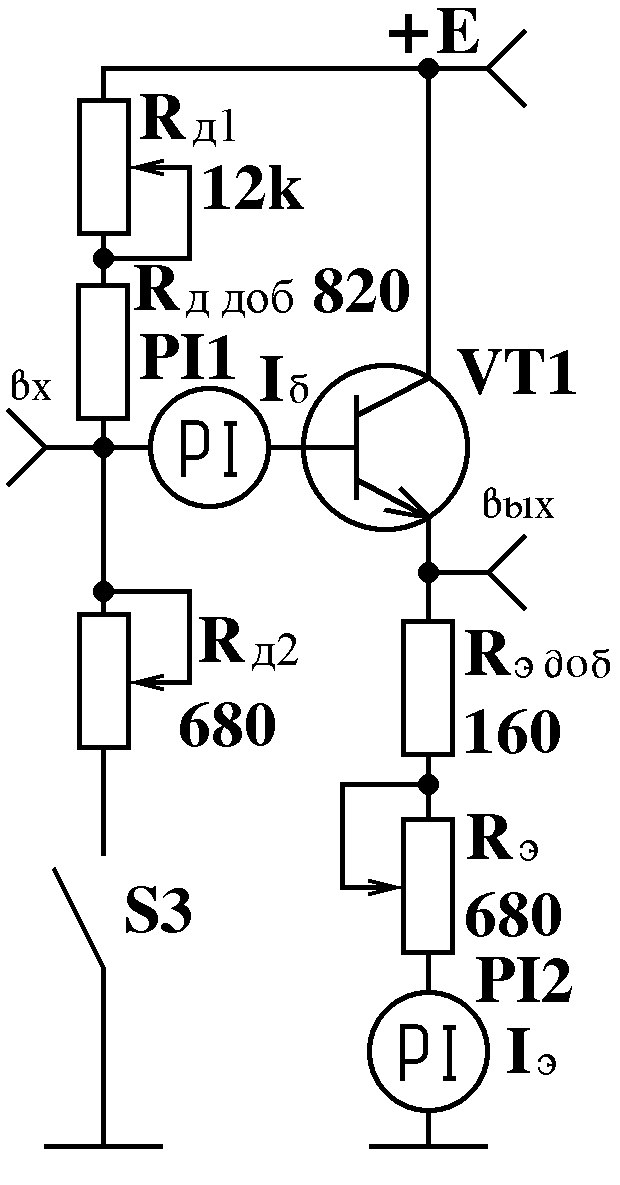 +E
Rд1
12k
Rд доб 820
PI1
Iб
VT1
вх
PI
вых
Rд2
680
Rэ доб
160
Rэ
680
S3
PI2
PI
Iэ